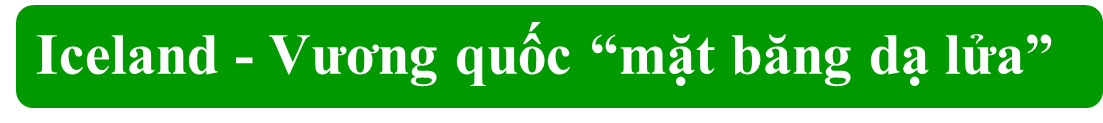 Iceland - Vương quốc “mặt băng dạ lửa”